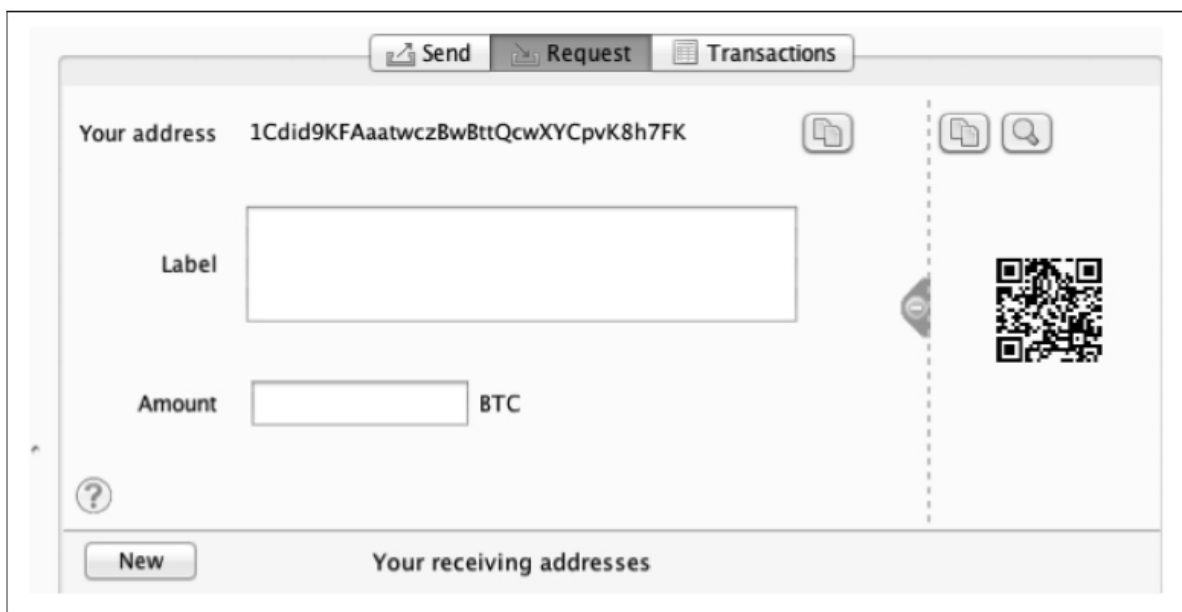 Send Request Transactions
Your address 1Cdid9KFAaatwczBwBttQcwXYCpvK8h7FK
Label
Amount BTC
?
New Your receiving addresses